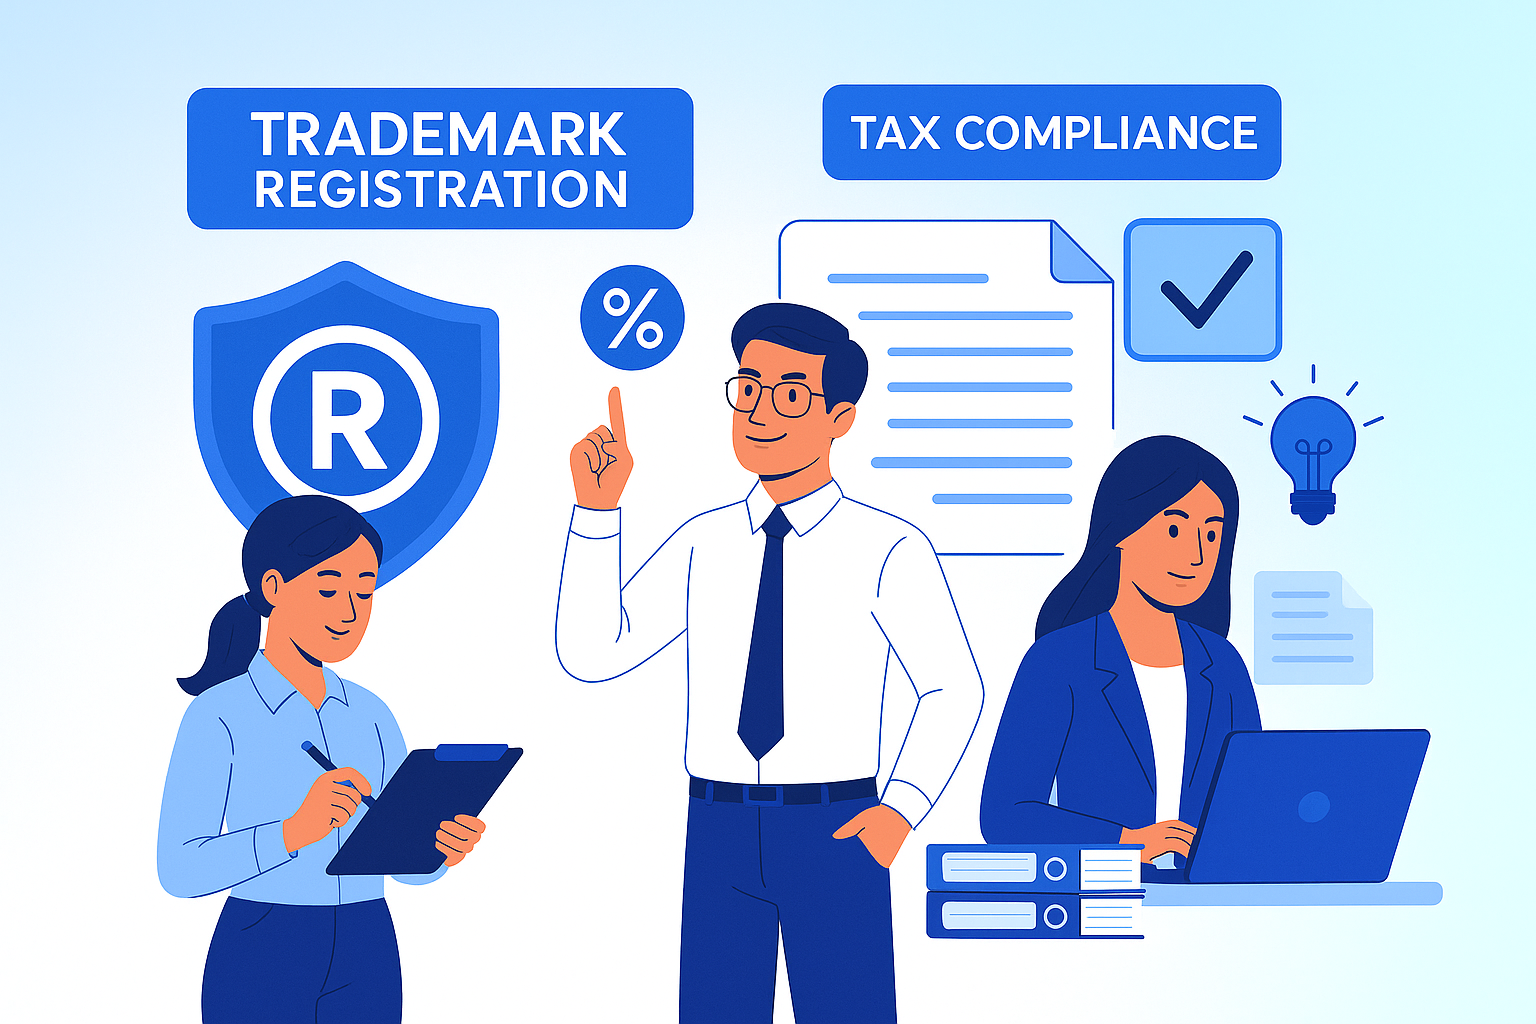 TRADEMARK
REGISTRATION
TAX COMPLIANCE
%
R